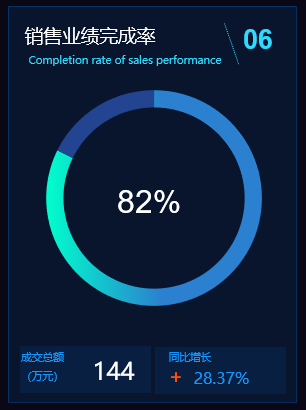 销售业绩完成率
06
Completion rate of sales performance
82%
成交总额
(万元)
144
同比增长
+ 28.37%